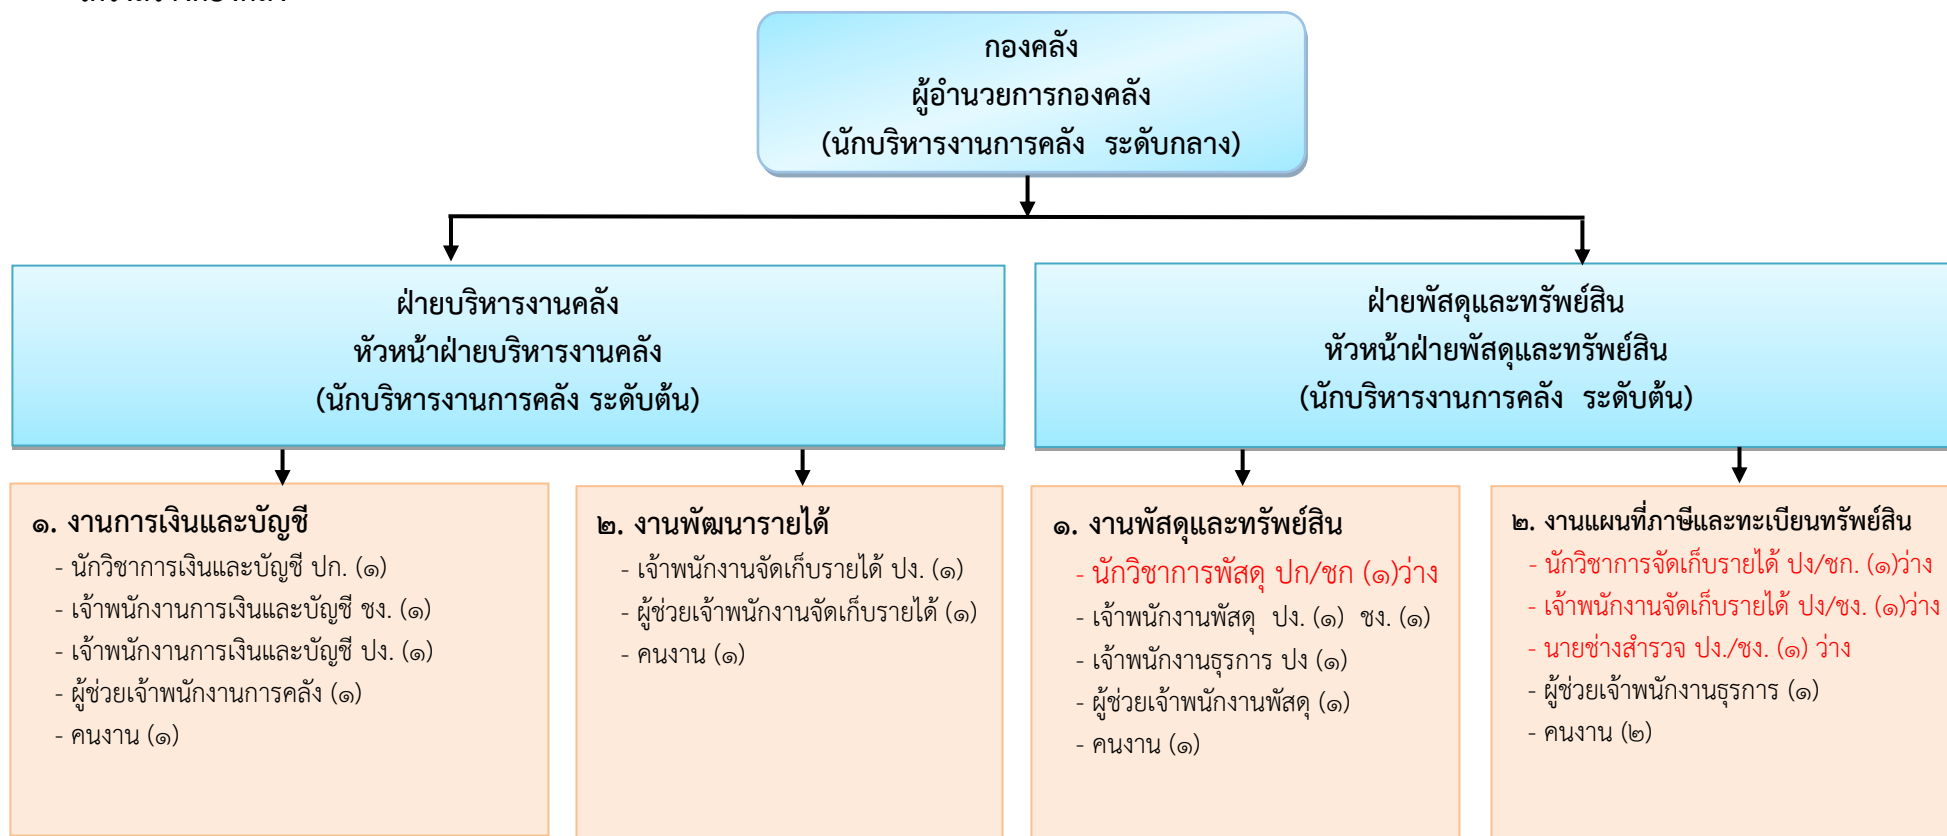 กองคลัง
ผู้อำนวยการกองคลัง
(นักบริหารงานการคลัง ระดับกลาง)
ฝ่ายบริหารงานคลัง
หัวหน้าฝ่ายบริหารงานคลัง
(นักบริหารงานการคลัง ระดับต้น)
ฝ่ายพัสดุและทรัพย์สิน
หัวหน้าฝ่ายพัสดุและทรัพย์สิน
(นักบริหารงานการคลัง ระดับต้น)
๑. งานการเงินและบัญชี
- นักวิชาการเงินและบัญชี ปก. (๑)
- เจ้าพนักงานการเงินและบัญชี ชง. (๑)
- เจ้าพนักงานการเงินและบัญชี ปง. (๑)
- ผู้ช่วยเจ้าพนักงานการคลัง (๑)
- คนงาน (๑)
๒. งานพัฒนารายได้
- เจ้าพนักงานจัดเก็บรายได้ ปง. (๑)
- ผู้ช่วยเจ้าพนักงานจัดเก็บรายได้ (๑)
- คนงาน (๑)
๑. งานพัสดุและทรัพย์สิน
- นักวิชาการพัสดุ ปก/ชก (๑)ว่าง
- เจ้าพนักงานพัสดุ ปง. (๑) ชง. (๑)
- เจ้าพนักงานธุรการ ปง (๑)
- ผู้ช่วยเจ้าพนักงานพัสดุ (๑)
- คนงาน (๑)
๒. งานแผนที่ภาษีและทะเบียนทรัพย์สิน
- นักวิชาการจัดเก็บรายได้ ปง/ชก. (๑)ว่าง
- เจ้าพนักงานจัดเก็บรายได้ ปง/ชง. (๑)ว่าง
- นายช่างสำรวจ ปง./ชง. (๑) ว่าง
- ผู้ช่วยเจ้าพนักงานธุรการ (๑)
- คนงาน (๒)